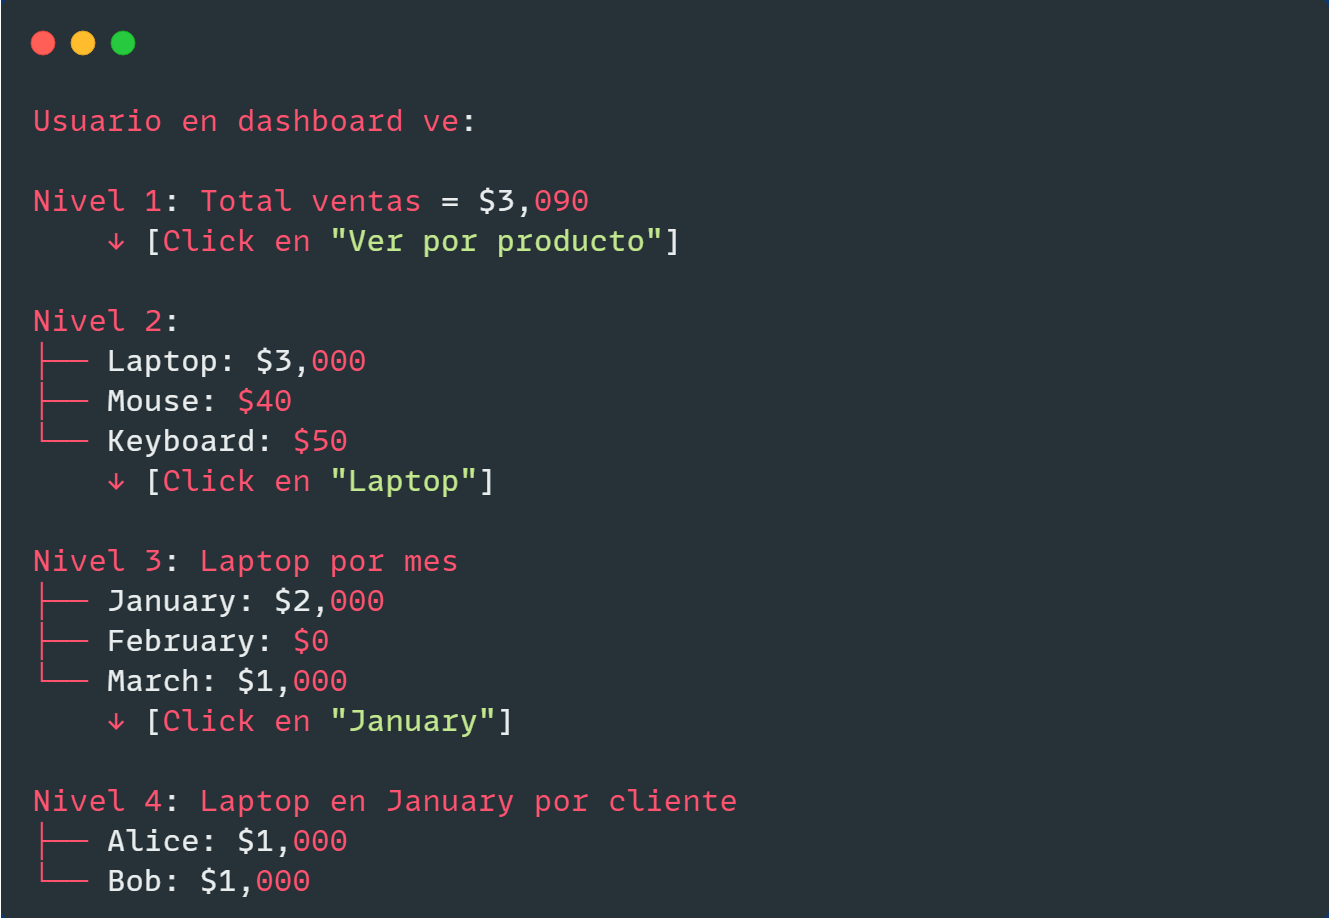 Usuario en dashboard ve:
Nivel 1: Total ventas = $3,090
↓ [Click en "Ver por producto"]
Nivel 2:
├── Laptop: $3,000
├── Mouse: $40
└── Keyboard: $50
↓ [Click en "Laptop"]
Nivel 3: Laptop por mes
├── January: $2,000
├── February: $0
└── March: $1,000
↓ [Click en "January"]
Nivel 4: Laptop en January por cliente
├── Alice: $1,000
└── Bob: $1,000